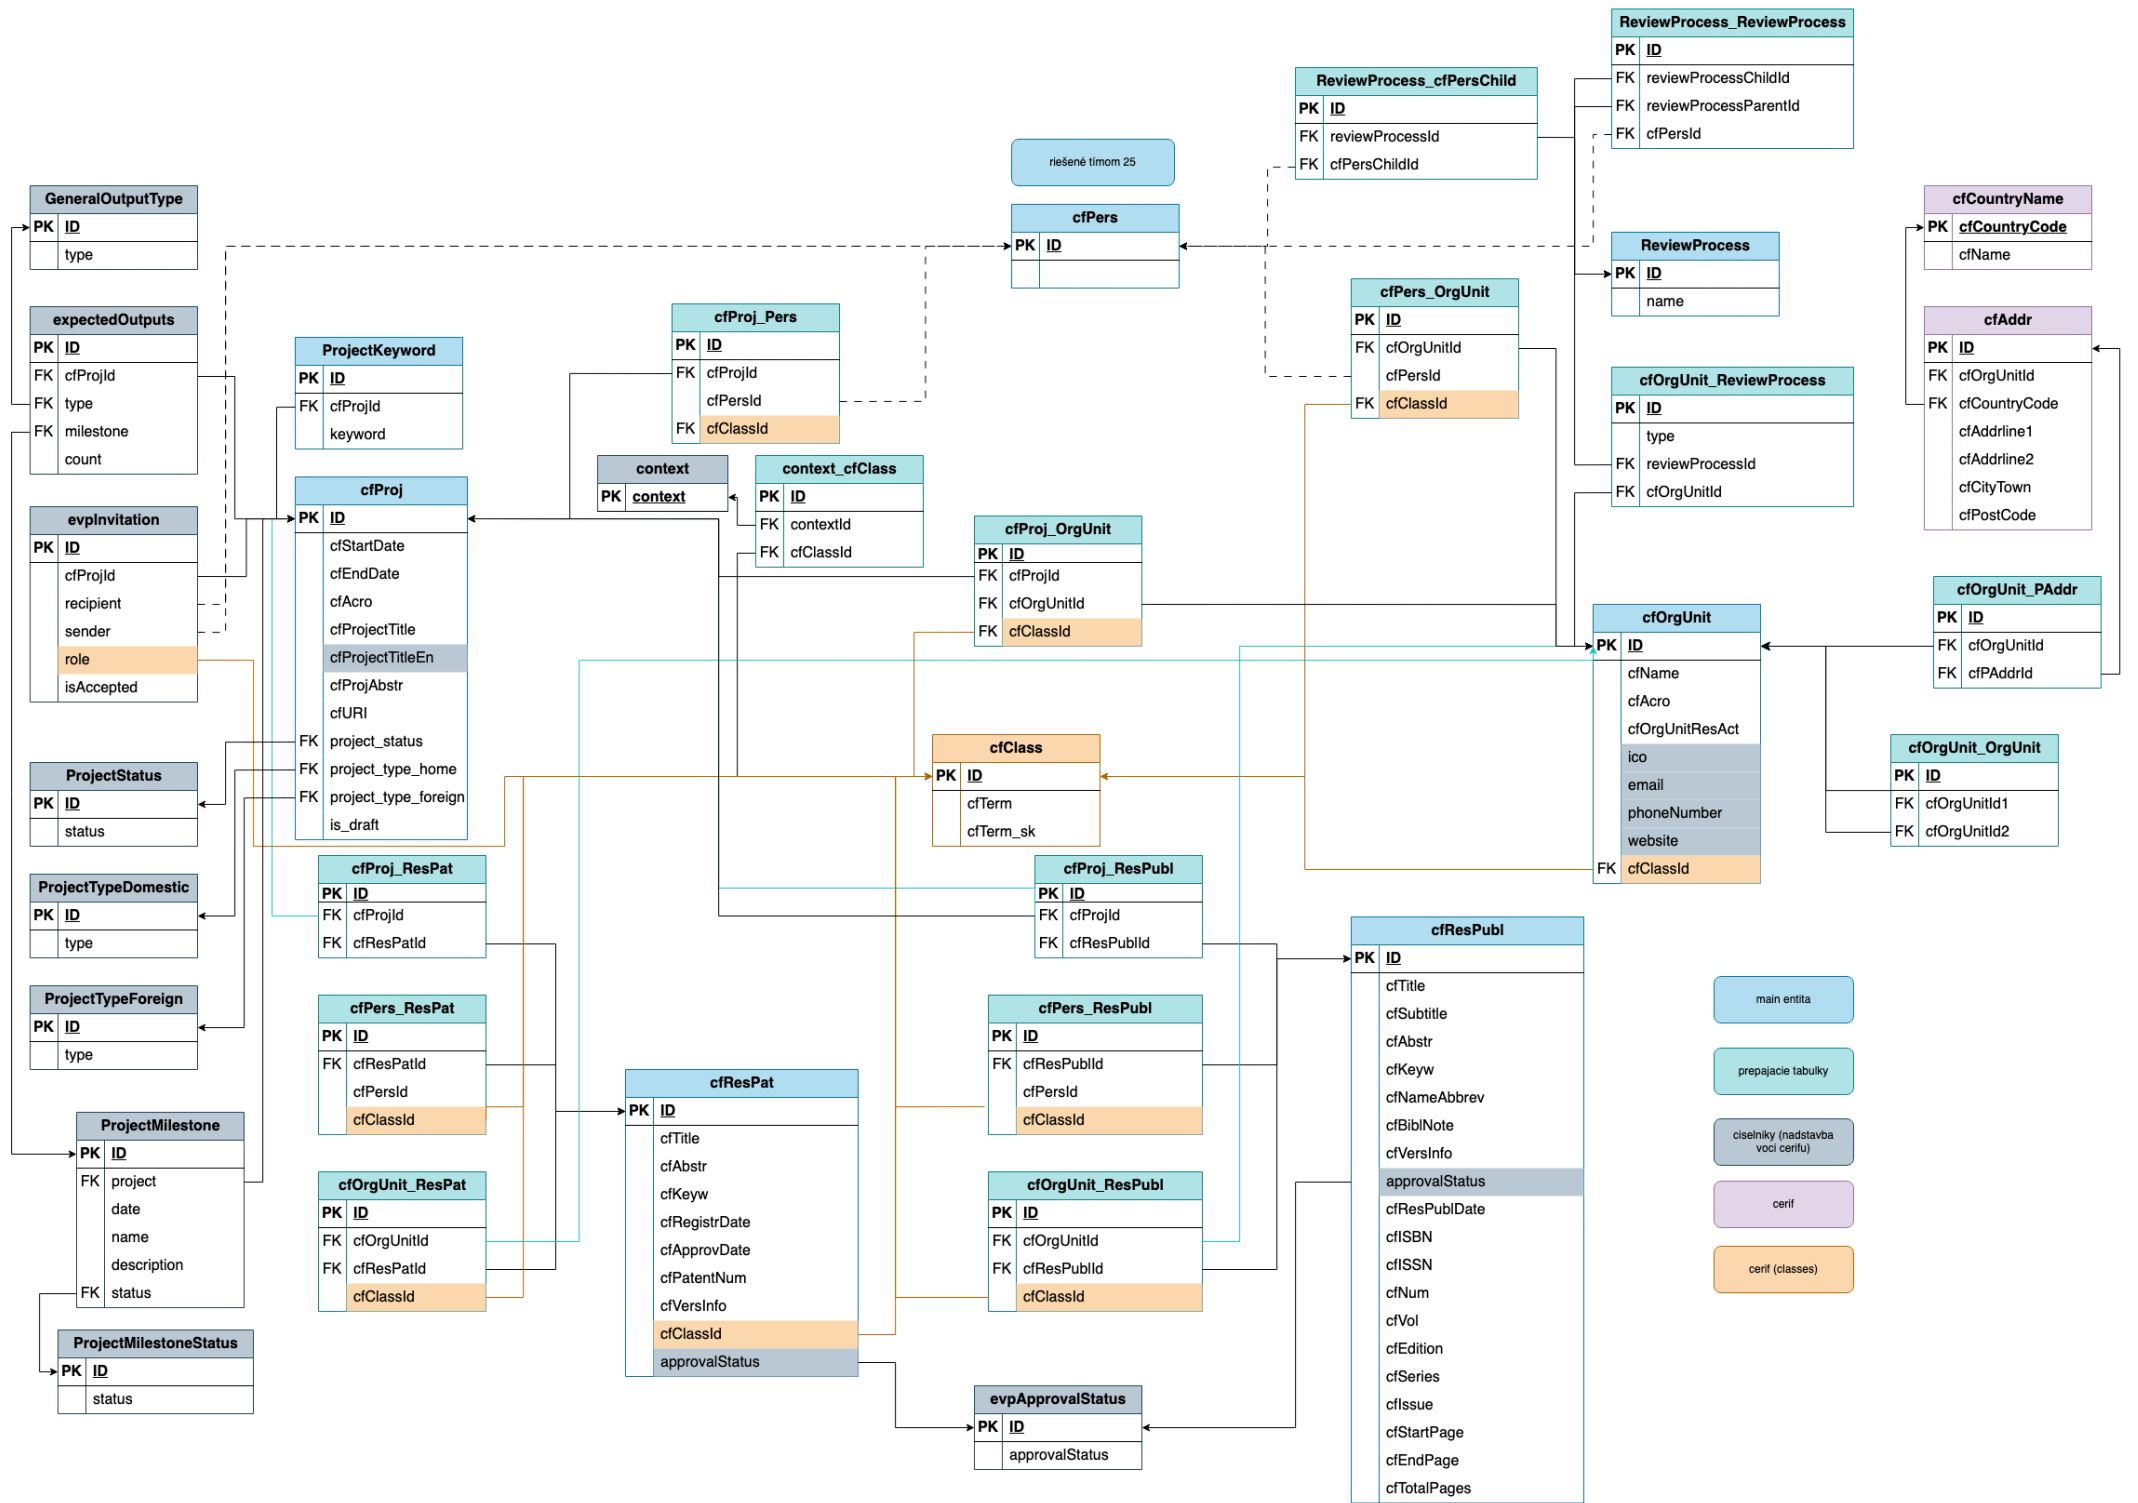 ReviewProcess_ReviewProcess
PK ID
FK reviewProcessChildId
FK reviewProcessParentId
FK cfPersId
ReviewProcess_cfPersChild
PK ID
FK reviewProcessId
FK cfPersChildId
riešené tímom 25
cfPers
PK ID
GeneralOutputType
PK ID
type
cfCountryName
PK cfCountryCode
cfName
ReviewProcess
PK ID
name
cfPers_OrgUnit
PK ID
FK cfOrgUnitId
cfPersId
FK cfClassId
expectedOutputs
PK ID
FK cfProjId
FK type
FK milestone
count
ProjectKeyword
PK ID
FK cfProjId
keyword
cfProj_Pers
PK ID
FK cfProjId
cfPersId
FK cfClassId
cfAddr
PK ID
FK cfOrgUnitId
FK cfCountryCode
cfAddrline1
cfAddrline2
cfCityTown
cfPostCode
cfOrgUnit_ReviewProcess
PK ID
type
FK reviewProcessId
FK cfOrgUnitId
context
PK context
context_cfClass
PK ID
FK contextId
FK cfClassId
cfProj
PK ID
cfStartDate
cfEndDate
cfAcro
cfProjectTitle
cfProjectTitleEn
cfProjAbstr
cfURI
FK project_status
FK project_type_home
FK project_type_foreign
is_draft
evpInvitation
PK ID
cfProjId
recipient
sender
role
isAccepted
cfProj_OrgUnit
PK ID
FK cfProjId
FK cfOrgUnitId
FK cfClassId
cfOrgUnit
PK ID
cfName
cfAcro
cfOrgUnitResAct
ico
email
phoneNumber
website
FK cfClassId
cfOrgUnit_PAddr
PK ID
FK cfOrgUnitId
FK cfPAddrId
cfOrgUnit_OrgUnit
PK ID
FK cfOrgUnitId1
FK cfOrgUnitId2
cfClass
PK ID
cfTerm
cfTerm_sk
ProjectStatus
PK ID
status
ProjectTypeDomestic
PK ID
type
ProjectTypeForeign
PK ID
type
cfProj_ResPat
PK ID
FK cfProjId
FK cfResPatId
cfProj_ResPubl
PK ID
FK cfProjId
FK cfResPublId
cfPers_ResPat
PK ID
FK cfResPatId
cfPersId
cfClassId
cfPers_ResPubl
PK ID
FK cfResPublId
cfPersId
cfClassId
cfResPubl
PK ID
cfTitle
cfSubtitle
cfAbstr
cfKeyw
cfNameAbbrev
cfBiblNote
cfVersInfo
approvalStatus
cfResPublDate
cfISBN
cfISSN
cfNum
cfVol
cfEdition
cfSeries
cfIssue
cfStartPage
cfEndPage
cfTotalPages
main entita
prepajacie tabulky
ciselniky (nadstavba
voci cerifu)
cerif
cerif (classes)
cfResPat
PK ID
cfTitle
cfAbstr
cfKeyw
cfRegistrDate
cfApprovDate
cfPatentNum
cfVersInfo
cfClassId
approvalStatus
ProjectMilestone
PK ID
FK project
date
name
description
FK status
cfOrgUnit_ResPat
PK ID
FK cfOrgUnitId
FK cfResPatId
cfClassId
cfOrgUnit_ResPubl
PK ID
FK cfOrgUnitId
FK cfResPublId
cfClassId
ProjectMilestoneStatus
PK ID
status
evpApprovalStatus
PK ID
approvalStatus